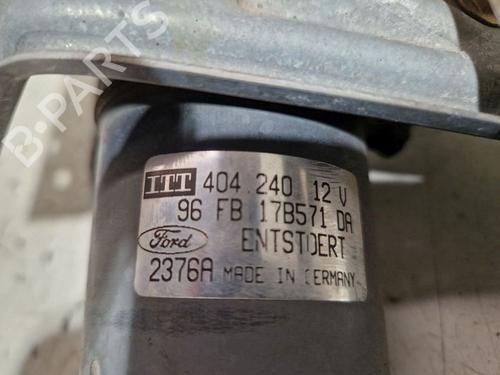 B-PARTS
ITT 404.240 12 V
96 FB 17B571 DA
Ford ENTSTOERT
2376A MADE IN GERMANY